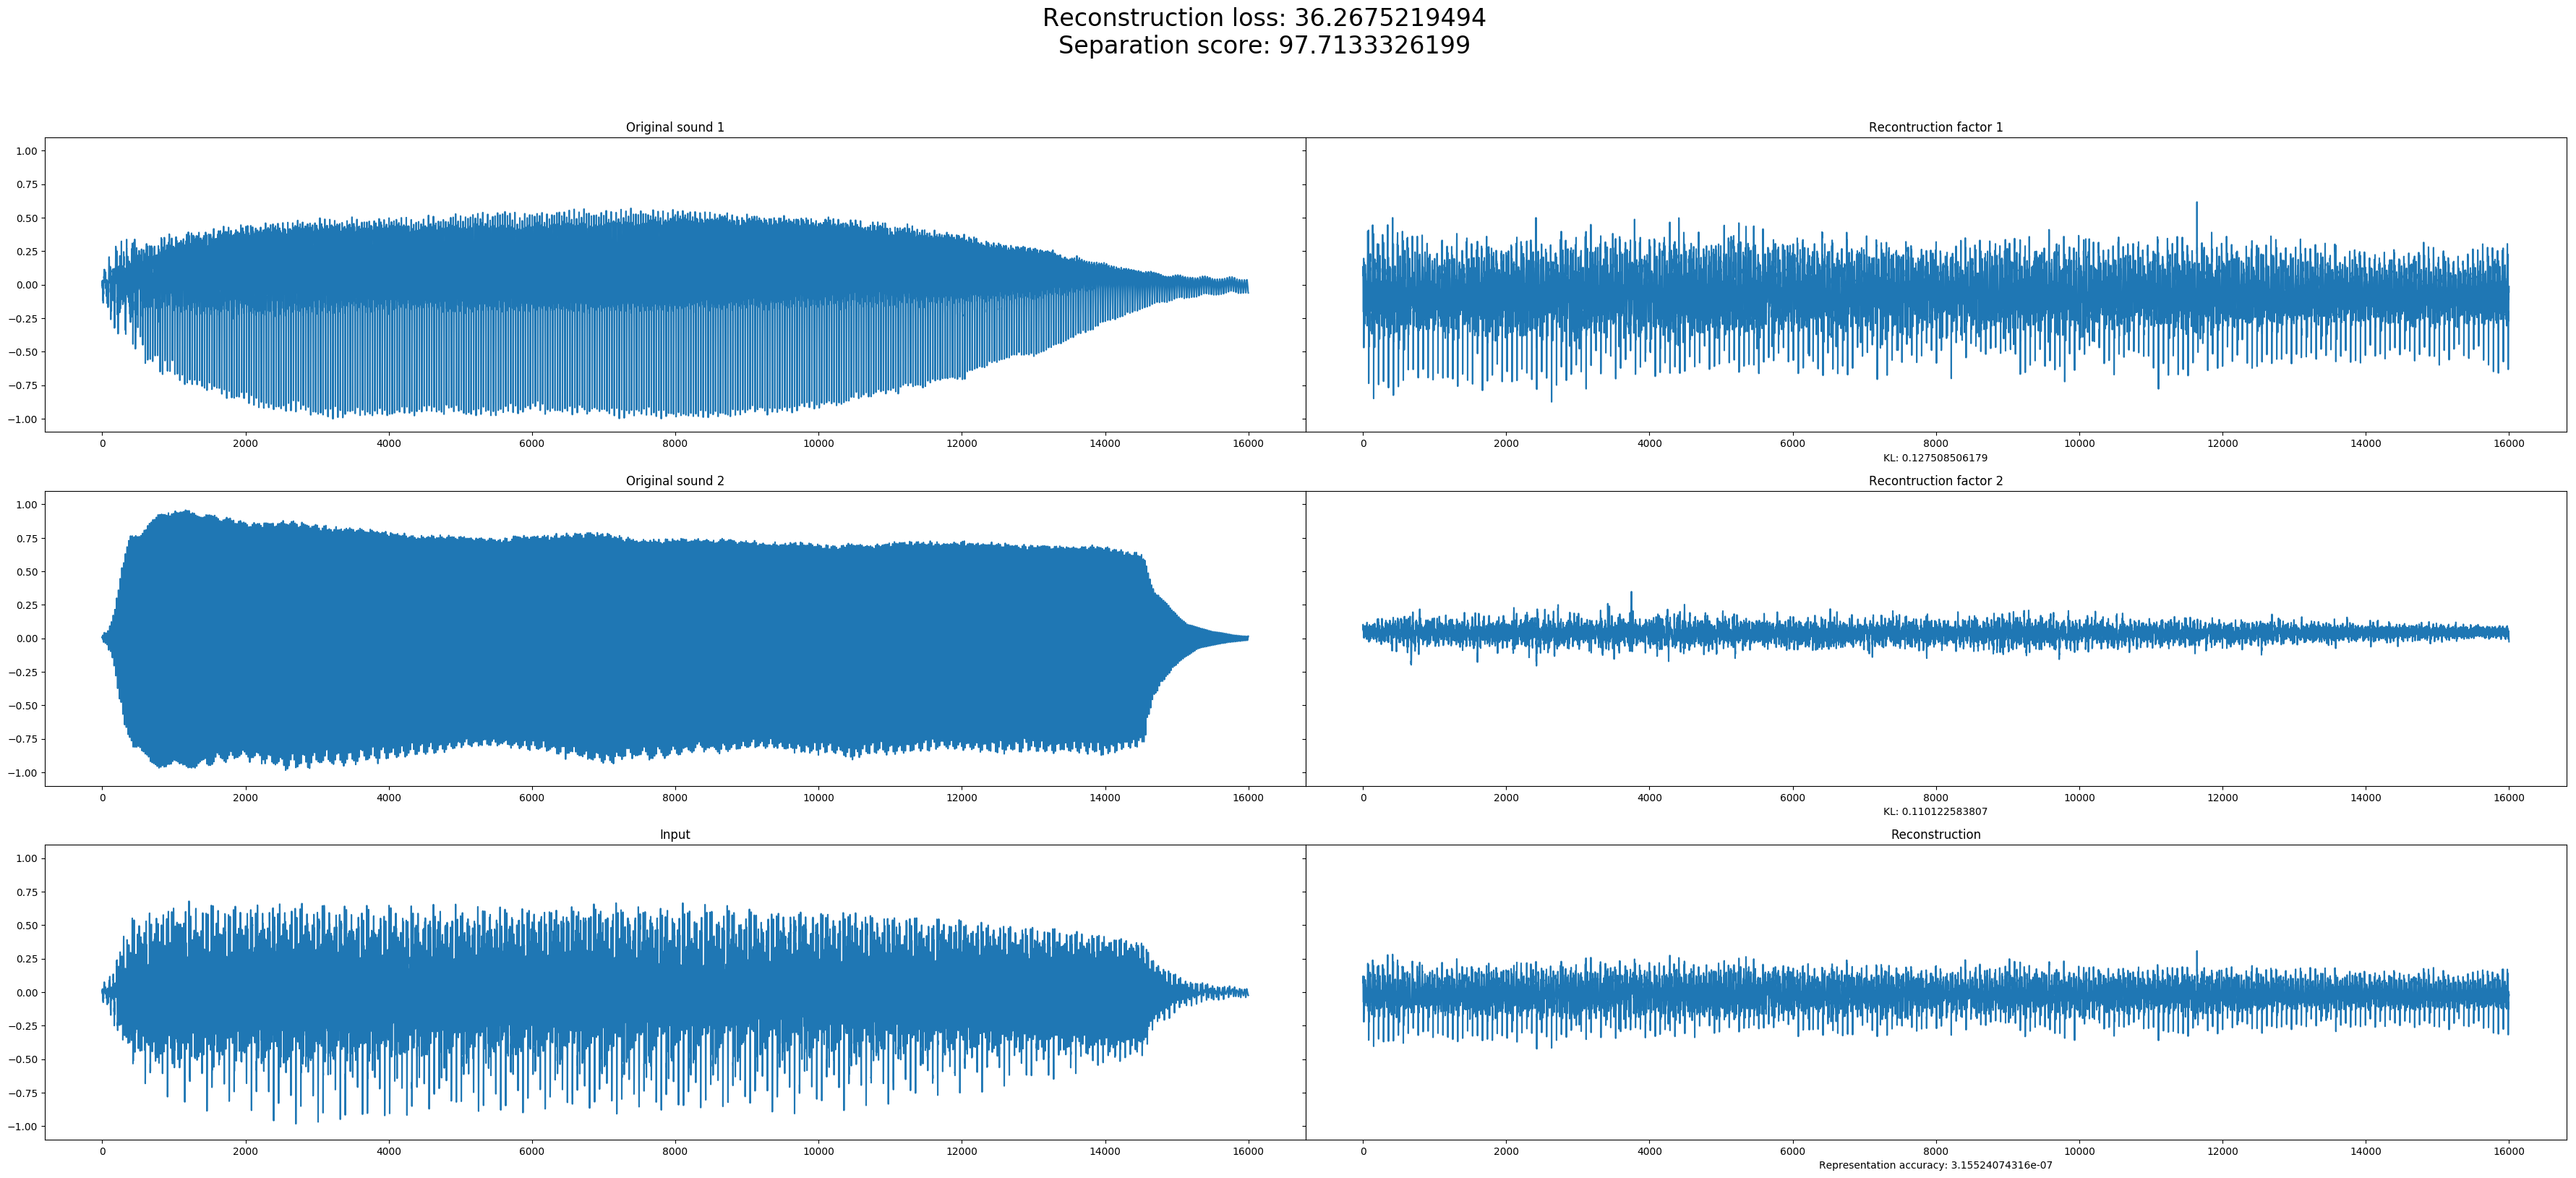 Reconstruction loss: 36.2675219494
Separation score: 97.7133326199
Original sound 1
1.00
0.75
0.50
0.25
0.00
−0.25
−0.50
−0.75
−1.00
0 2000 4000 6000 8000 10000 12000 14000 16000
Recontruction factor 1
0 2000 4000 6000 8000 10000 12000 14000 16000
KL: 0.127508506179
Original sound 2
1.00
0.75
0.50
0.25
0.00
−0.25
−0.50
−0.75
−1.00
0 2000 4000 6000 8000 10000 12000 14000 16000
Recontruction factor 2
0 2000 4000 6000 8000 10000 12000 14000 16000
KL: 0.110122583807
Input
1.00
0.75
0.50
0.25
0.00
−0.25
−0.50
−0.75
−1.00
0 2000 4000 6000 8000 10000 12000 14000 16000
Reconstruction
0 2000 4000 6000 8000 10000 12000 14000 16000
Representation accuracy: 3.15524074316e-07